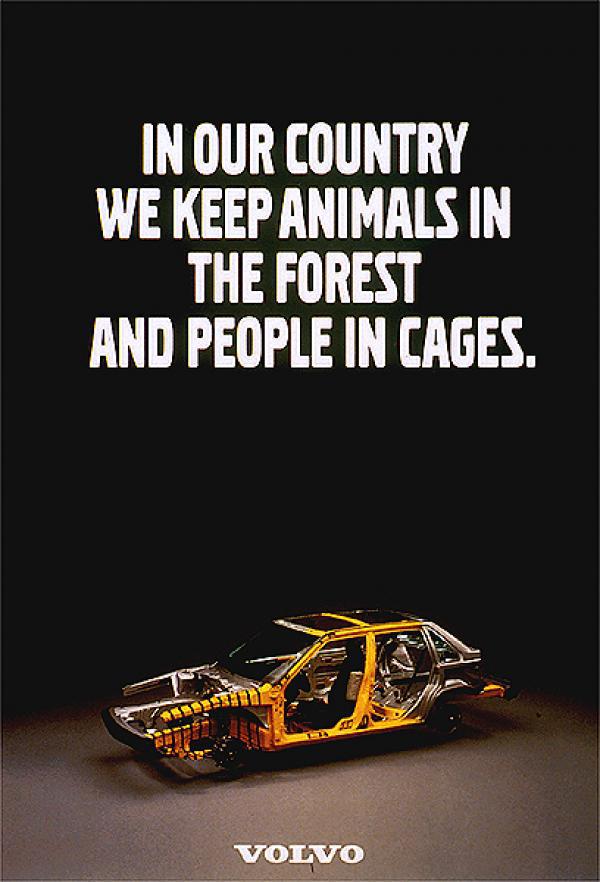 IN OUR COUNTRY
WE KEEP ANIMALS IN
THE FOREST
AND PEOPLE IN CAGES.
VOLVO